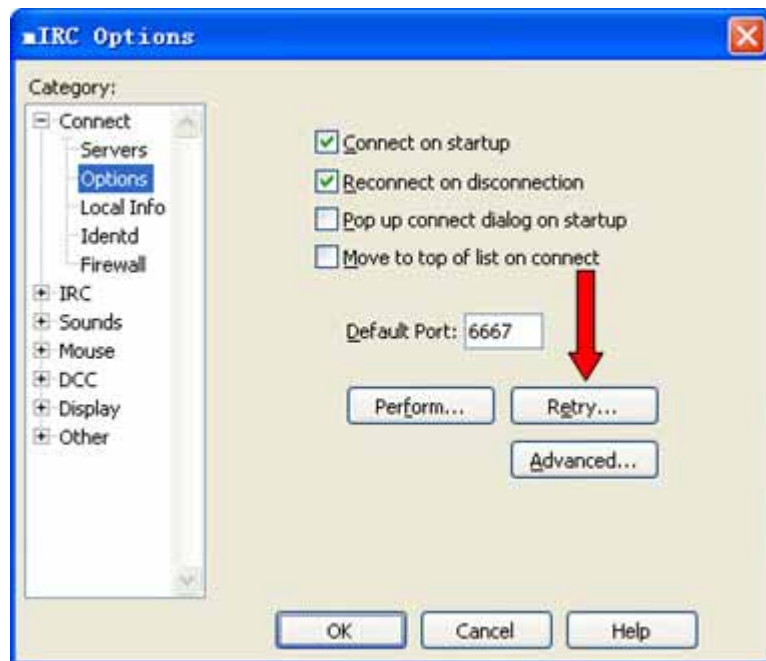 mIRC Options
Category:
Connect
Servers
Options
Local Info
Identd
Firewall
IRC
Sounds
Mouse
DCC
Display
Other
Connect on startup
Reconnect on disconnection
Pop up connect dialog on startup
Move to top of list on connect
Default Port: 6667
Perform... Retry...
Advanced...
OK Cancel Help